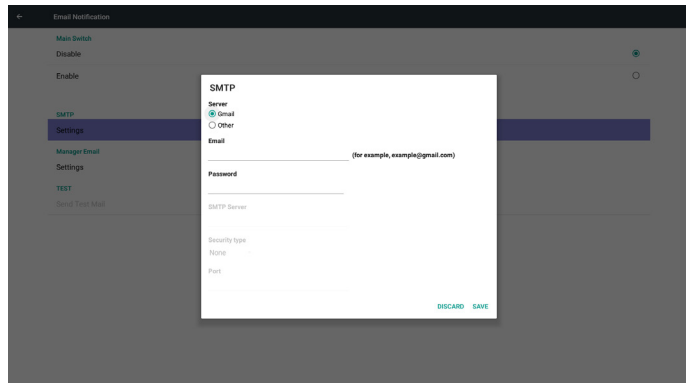 ← Email Notification
Main Switch
Disable
Enable
SMTP
Settings
Manager Email
Settings
TEST
Send Test Mail
SMTP
Server
Gmail
Other
Email
(for example, example@gmail.com)
Password
SMTP Server
Security type
None
Port
DISCARD SAVE